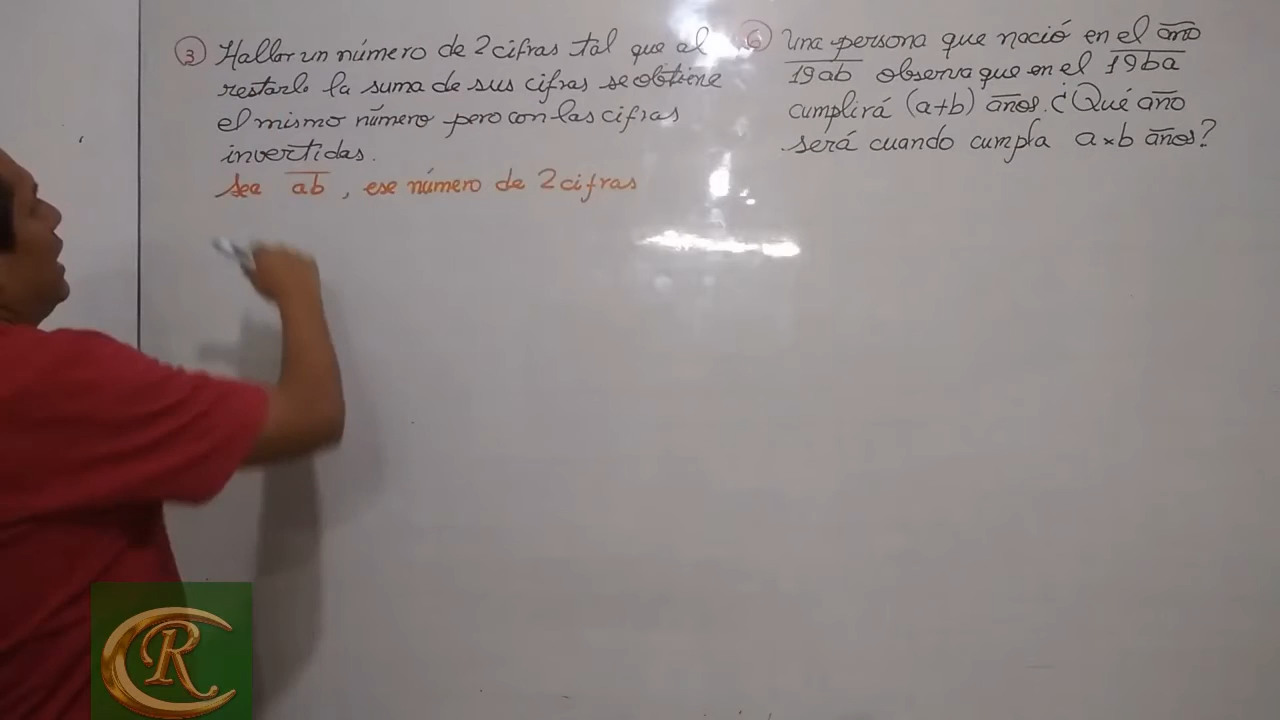 3 Hallar un número de 2 cifras tal que al
restarle la suma de sus cifras se obtiene
el mismo número pero con las cifras
invertidas.
Sea ab, ese número de 2 cifras
6 Una persona que nació en el año
19ab observa que en el 19ba
cumplirá (a+b) años. ¿Qué año
será cuando cumpla a×b años?
CR